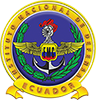 INSTITUTO NACIONAL DE DEFENSA
ECUADOR